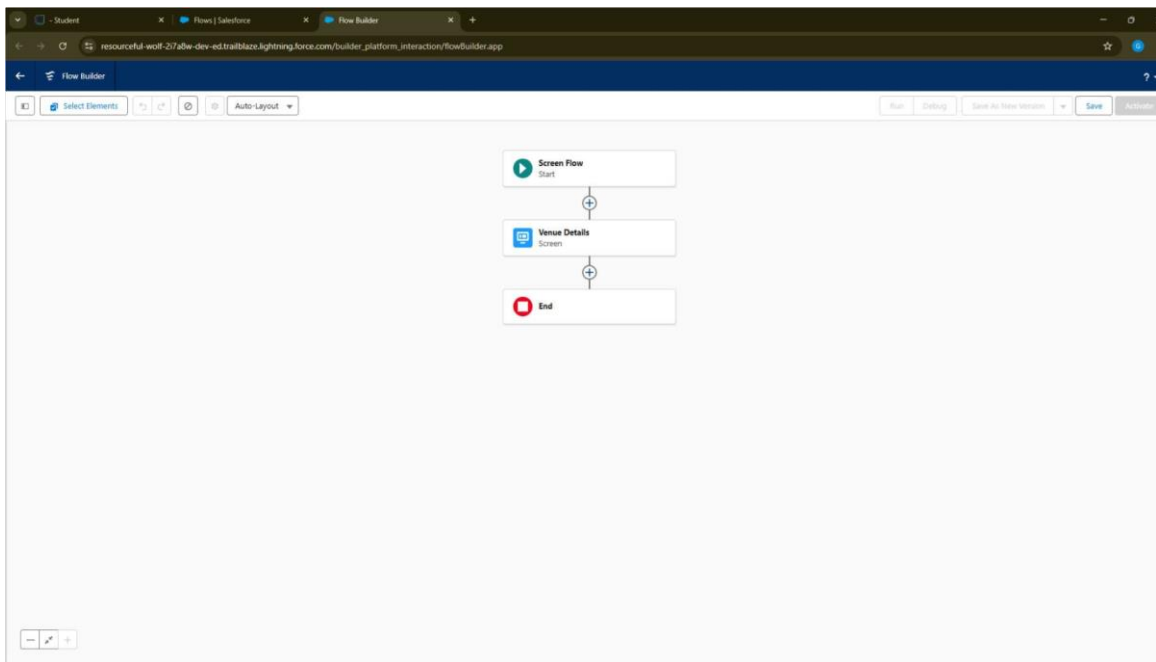 - Student
Flows | Salesforce
Flow Builder
resourceful-wolf-2i7a8w-dev-ed.trailblaze.lightning.force.com/builder_platform_interaction/flowBuilder.app
G
Flow Builder
?
Select Elements
Auto-Layout
Run
Debug
Save As New Version
Save
Activate
Screen Flow
Start
Venue Details
Screen
End